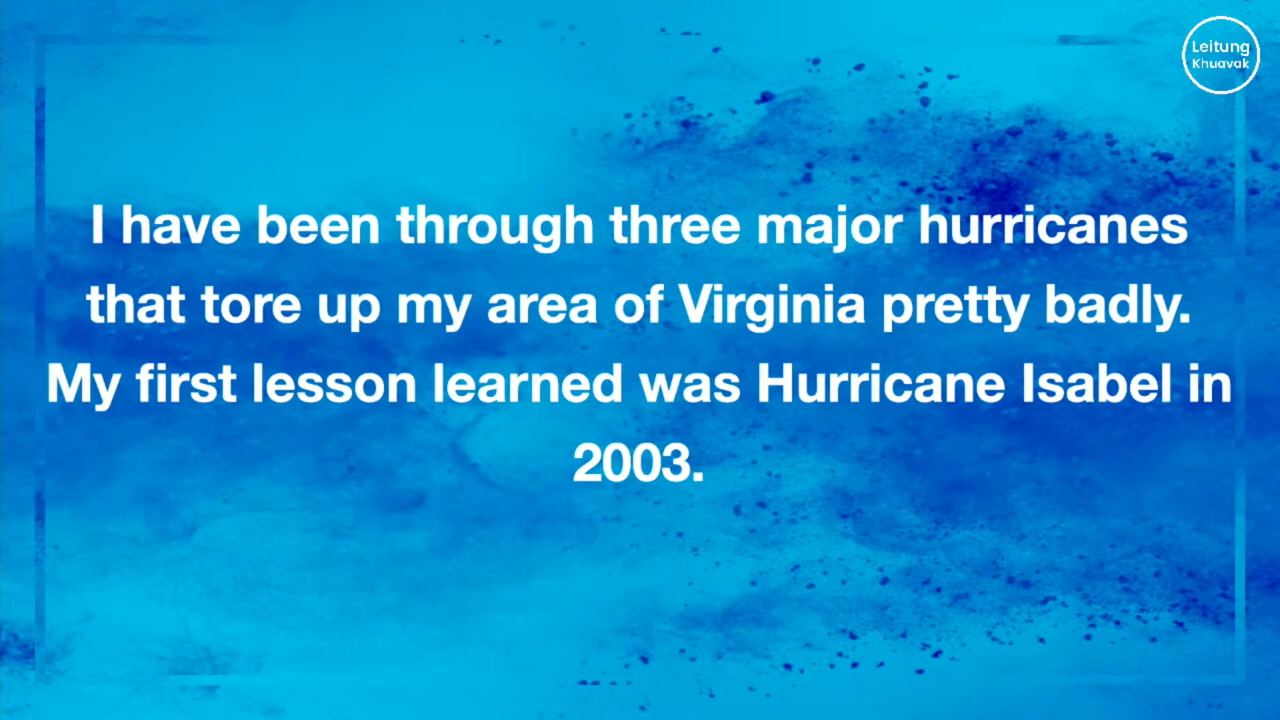 Leitung
Khuavak
I have been through three major hurricanes
that tore up my area of Virginia pretty badly.
My first lesson learned was Hurricane Isabel in
2003.